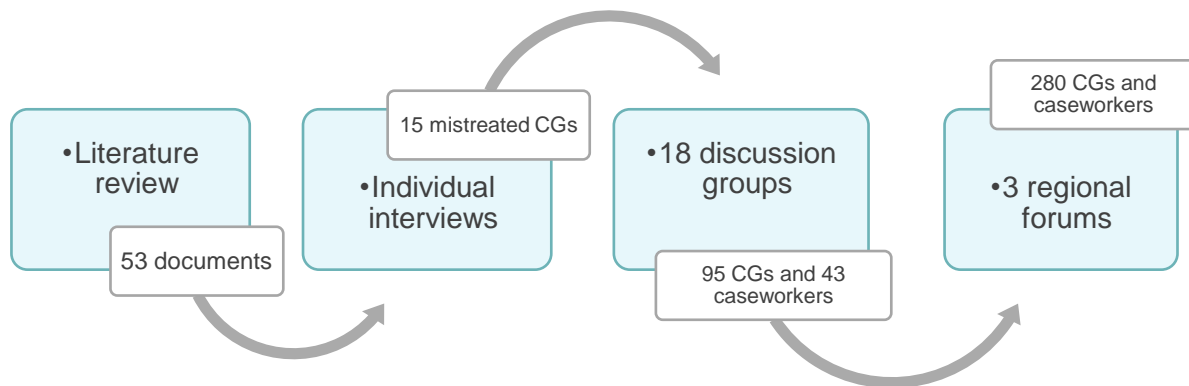 •Literature
review
53 documents
15 mistreated CGs
•Individual
interviews
•18 discussion
groups
95 CGs and 43
caseworkers
280 CGs and
caseworkers
•3 regional
forums